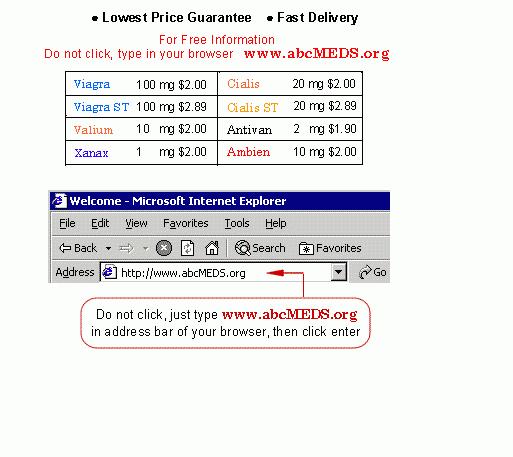 • Lowest Price Guarantee • Fast Delivery
For Free Information
Do not click, type in your browser www.abcMEDS.org
Viagra 100 mg $2.00 Cialis 20 mg $2.00
Viagra ST 100 mg $2.89 Cialis ST 20 mg $2.89
Valium 10 mg $2.00 Antivan 2 mg $1.90
Xanax 1 mg $2.00 Ambien 10 mg $2.00
Welcome - Microsoft Internet Explorer
File Edit View Favorites Tools Help
Back Search Favorites
Address http://www.abcMEDS.org Go
Do not click, just type www.abcMEDS.org
in address bar of your browser, then click enter